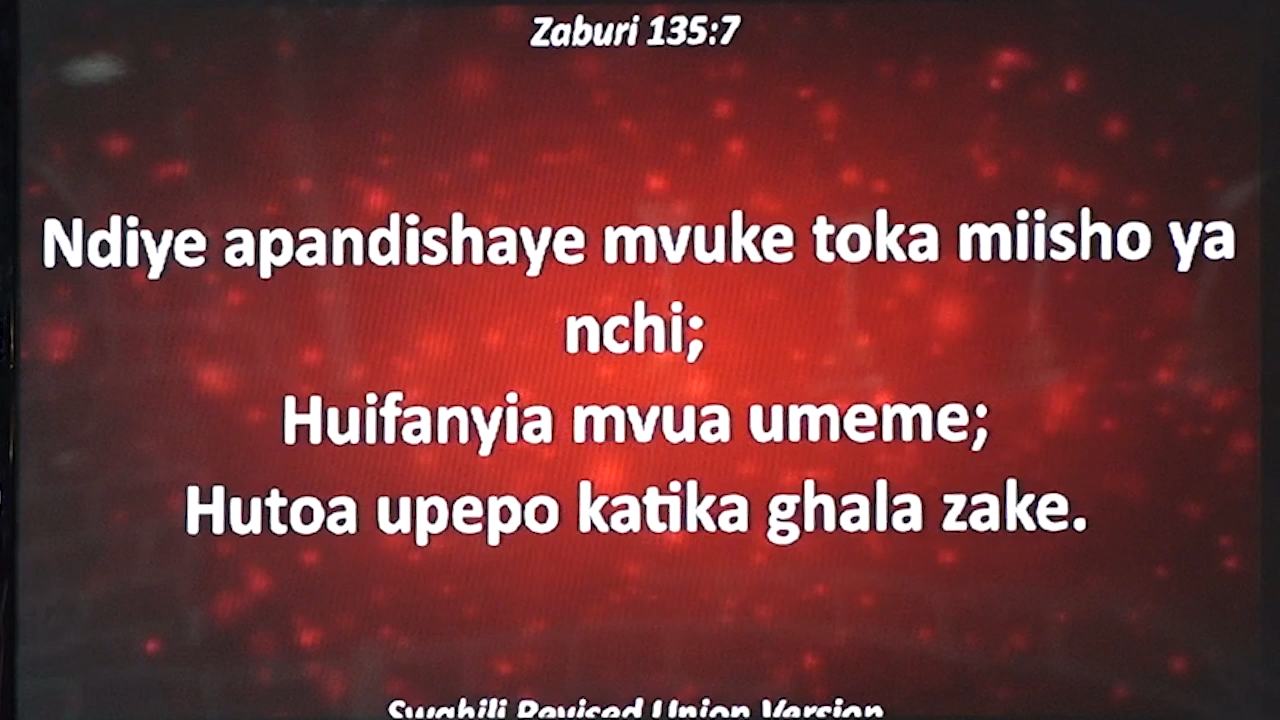 Zaburi 135:7
Ndiye apandishaye mvuke toka miisho ya
nchi;
Huifanyia mvua umeme;
Hutoa upepo katika ghala zake.
Swahili Revised Union Version